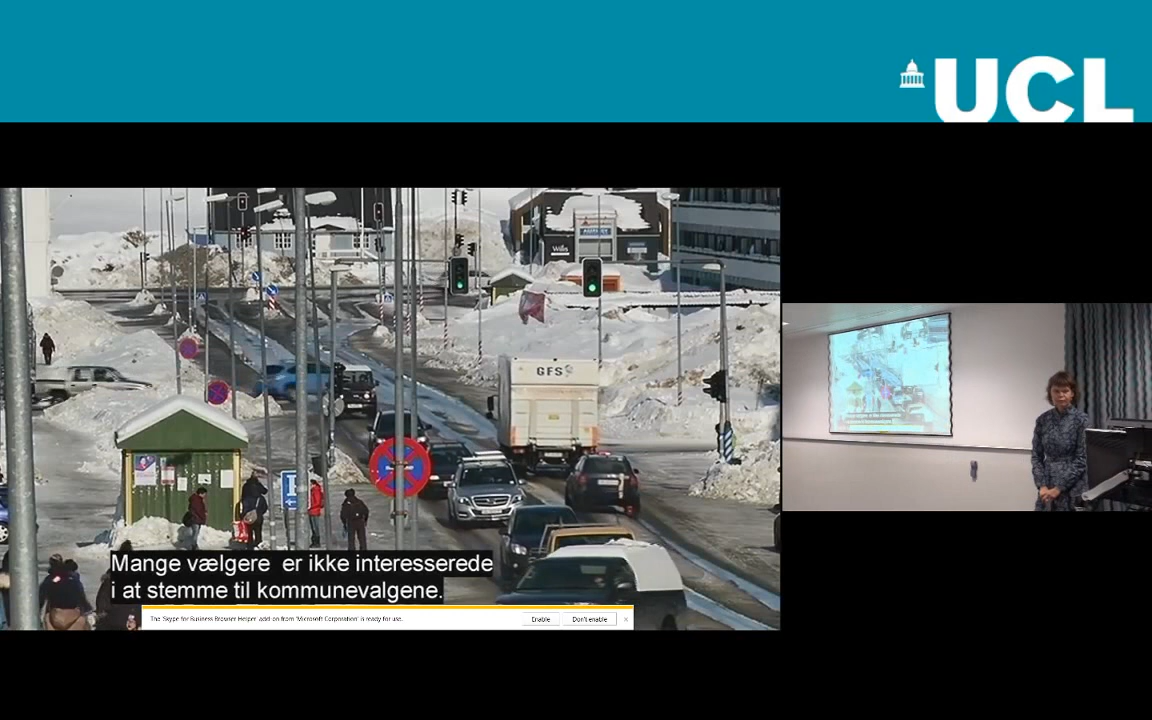 UCL
Wills
GFS
Mange vælgere er ikke interesserede
i at stemme til kommunevalgene.
The 'Skype for Business Browser Helper' add-on from 'Microsoft Corporation' is ready for use.
Enable
Don't enable
x